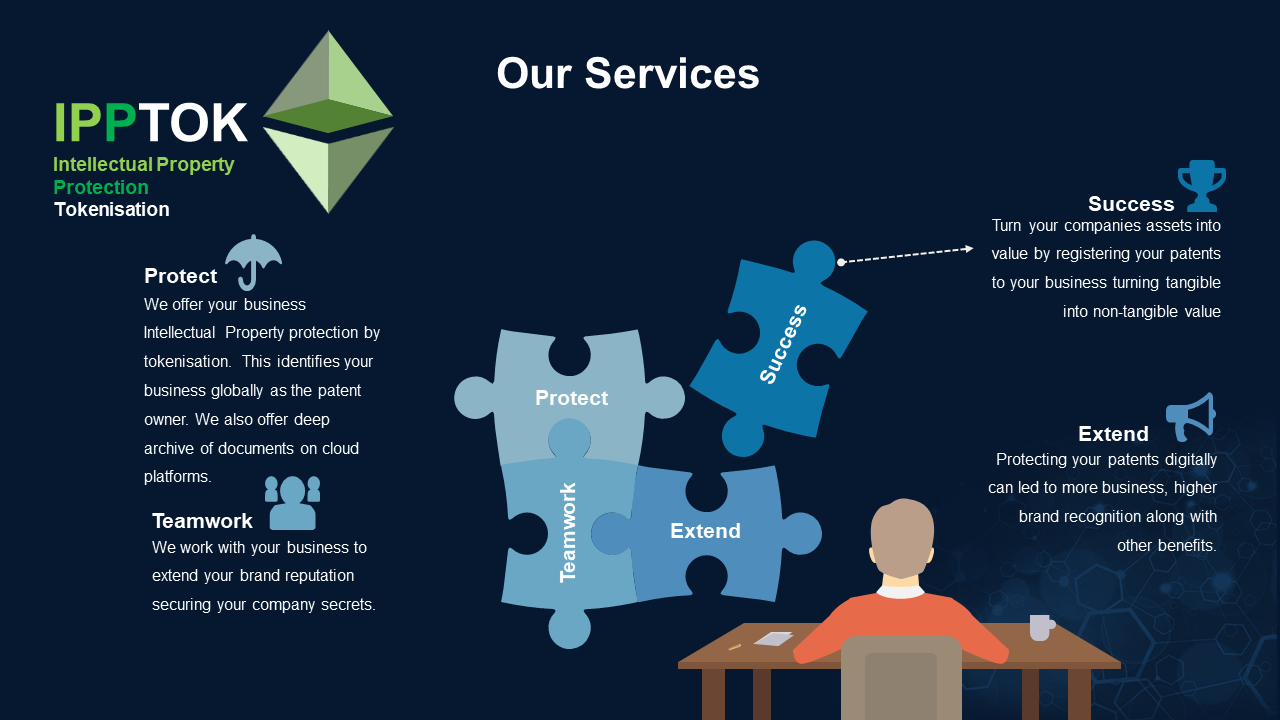 Our Services
IPPTOK
Intellectual Property
Protection
Tokenisation
Protect
We offer your business
Intellectual Property protection by
tokenisation. This identifies your
business globally as the patent
owner. We also offer deep
archive of documents on cloud
platforms.
Teamwork
We work with your business to
extend your brand reputation
securing your company secrets.
Protect
Teamwork
Extend
Success
Success
Turn your companies assets into
value by registering your patents
to your business turning tangible
into non-tangible value
Extend
Protecting your patents digitally
can led to more business, higher
brand recognition along with
other benefits.